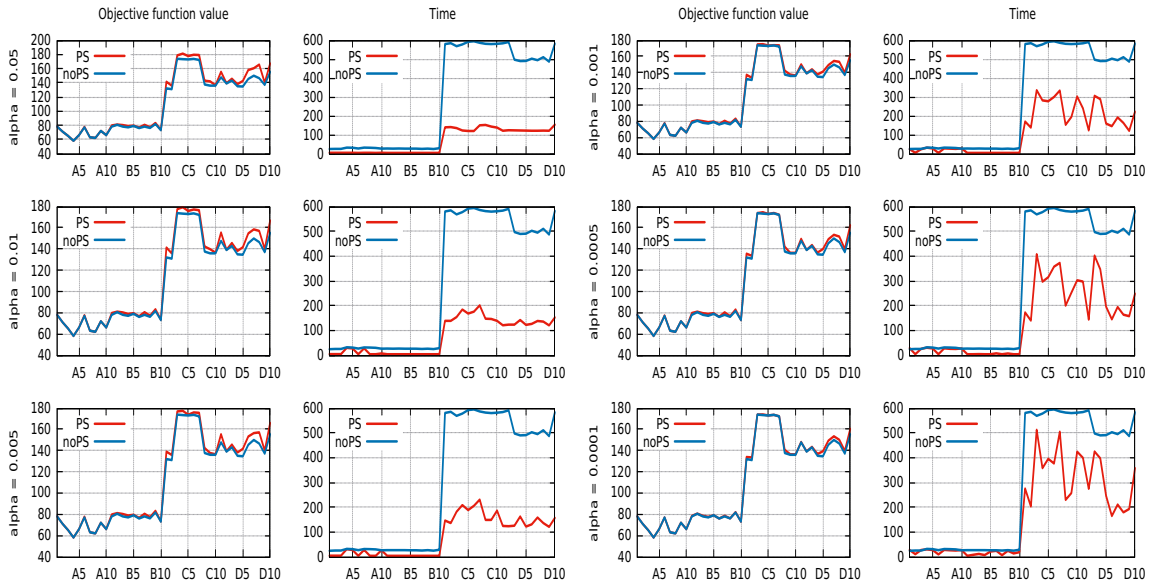 Objective function value
Time
Objective function value
Time
alpha = 0.05
200
180
160
140
120
100
80
60
40
PS
noPS
A5 A10 B5 B10 C5 C10 D5 D10
600
500
400
300
200
100
0
PS
noPS
A5 A10 B5 B10 C5 C10 D5 D10
alpha = 0.001
180
160
140
120
100
80
60
40
PS
noPS
A5 A10 B5 B10 C5 C10 D5 D10
600
500
400
300
200
100
0
PS
noPS
A5 A10 B5 B10 C5 C10 D5 D10
alpha = 0.01
180
160
140
120
100
80
60
40
PS
noPS
A5 A10 B5 B10 C5 C10 D5 D10
600
500
400
300
200
100
0
PS
noPS
A5 A10 B5 B10 C5 C10 D5 D10
alpha = 0.0005
180
160
140
120
100
80
60
40
PS
noPS
A5 A10 B5 B10 C5 C10 D5 D10
600
500
400
300
200
100
0
PS
noPS
A5 A10 B5 B10 C5 C10 D5 D10
alpha = 0.005
180
160
140
120
100
80
60
40
PS
noPS
A5 A10 B5 B10 C5 C10 D5 D10
600
500
400
300
200
100
0
PS
noPS
A5 A10 B5 B10 C5 C10 D5 D10
alpha = 0.0001
180
160
140
120
100
80
60
40
PS
noPS
A5 A10 B5 B10 C5 C10 D5 D10
600
500
400
300
200
100
0
PS
noPS
A5 A10 B5 B10 C5 C10 D5 D10